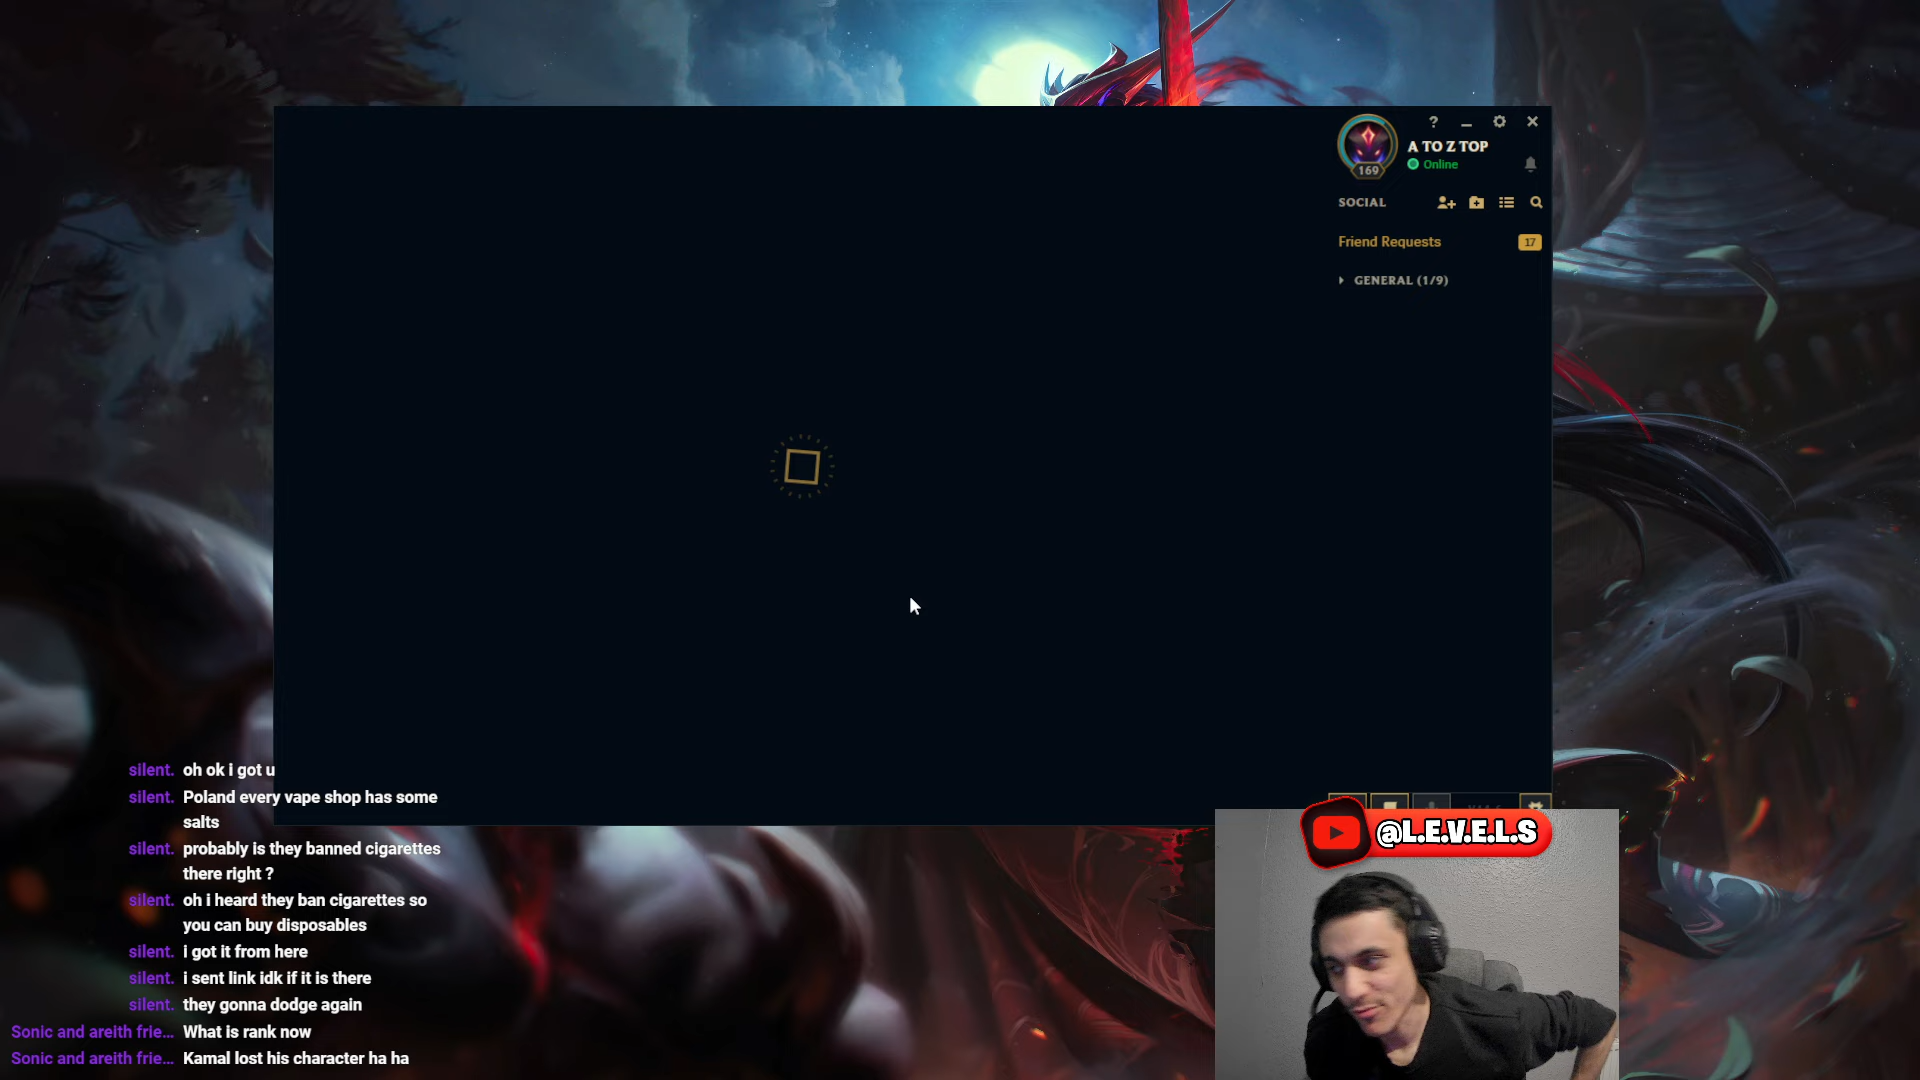 ?
A TO Z TOP
Online
169
SOCIAL
Friend Requests
17
GENERAL (1/9)
silent. oh ok i got u
silent. Poland every vape shop has some
salts
silent. probably is they banned cigarettes
there right ?
silent. oh i heard they ban cigarettes so
you can buy disposables
silent. i got it from here
silent. i sent link idk if it is there
silent. they gonna dodge again
Sonic and areith frie... What is rank now
Sonic and areith frie... Kamal lost his character ha ha
@L.E.V.E.L.S